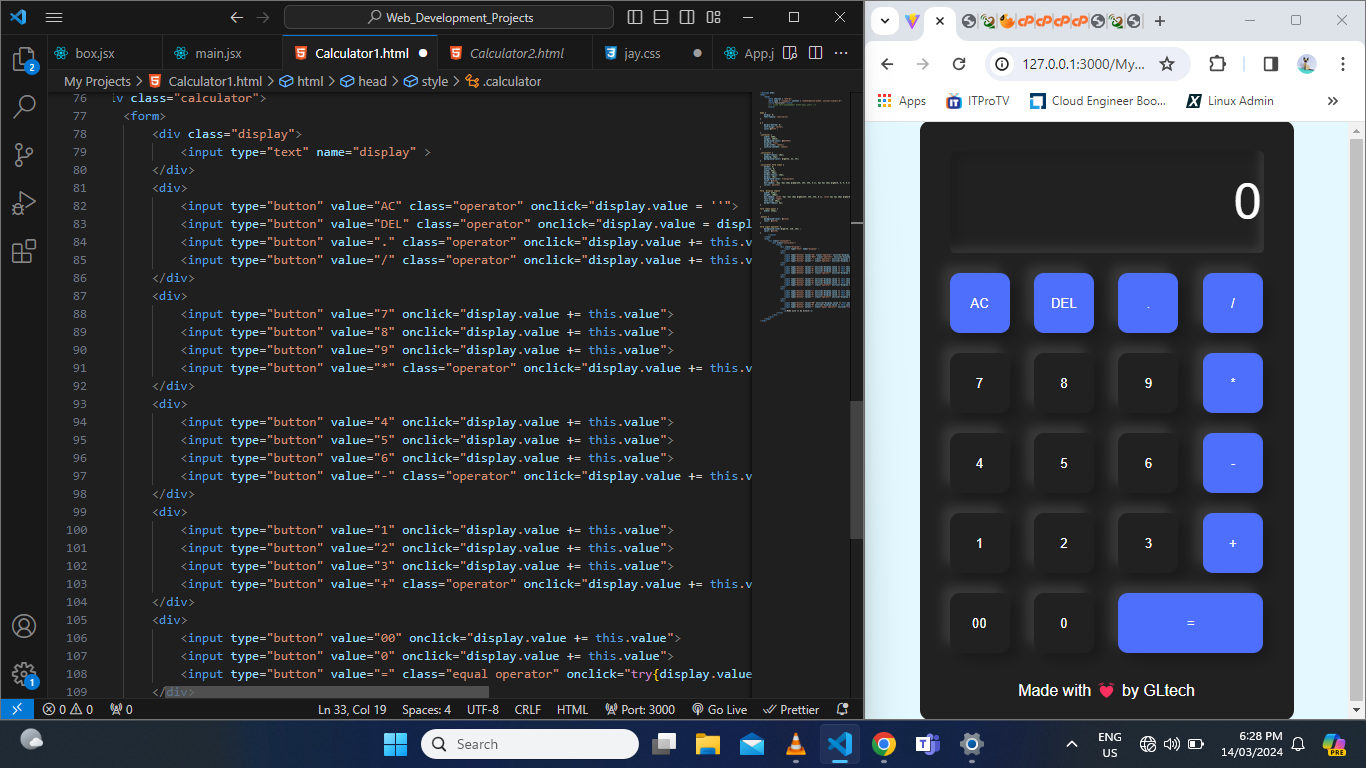 Web_Development_Projects
box.jsx
main.jsx
Calculator1.html
Calculator2.html
jay.css
App.j
My Projects > Calculator1.html > html > head > style > .calculator
76 iv class="calculator">
77 <form>
78 <div class="display">
79 <input type="text" name="display" >
80 </div>
81 <div>
82 <input type="button" value="AC" class="operator" onclick="display.value = ''">
83 <input type="button" value="DEL" class="operator" onclick="display.value = displ
84 <input type="button" value="." class="operator" onclick="display.value += this.v
85 <input type="button" value="/" class="operator" onclick="display.value += this.v
86 </div>
87 <div>
88 <input type="button" value="7" onclick="display.value += this.value">
89 <input type="button" value="8" onclick="display.value += this.value">
90 <input type="button" value="9" onclick="display.value += this.value">
91 <input type="button" value="*" class="operator" onclick="display.value += this.v
92 </div>
93 <div>
94 <input type="button" value="4" onclick="display.value += this.value">
95 <input type="button" value="5" onclick="display.value += this.value">
96 <input type="button" value="6" onclick="display.value += this.value">
97 <input type="button" value="-" class="operator" onclick="display.value += this.v
98 </div>
99 <div>
100 <input type="button" value="1" onclick="display.value += this.value">
101 <input type="button" value="2" onclick="display.value += this.value">
102 <input type="button" value="3" onclick="display.value += this.value">
103 <input type="button" value="+" class="operator" onclick="display.value += this.v
104 </div>
105 <div>
106 <input type="button" value="00" onclick="display.value += this.value">
107 <input type="button" value="0" onclick="display.value += this.value">
108 <input type="button" value="=" class="equal operator" onclick="try{display.value
109 </div>
2
1
0 0 0
Ln 33, Col 19
Spaces: 4
UTF-8
CRLF
HTML
Port: 3000
Go Live
Prettier
127.0.0.1:3000/My...
Apps
ITProTV
Cloud Engineer Boo...
Linux Admin
0
AC DEL . /
7 8 9 *
4 5 6 -
1 2 3 +
00 0 =
Made with 💗 by GLtech
Search
ENG
US
6:28 PM
14/03/2024
PRE